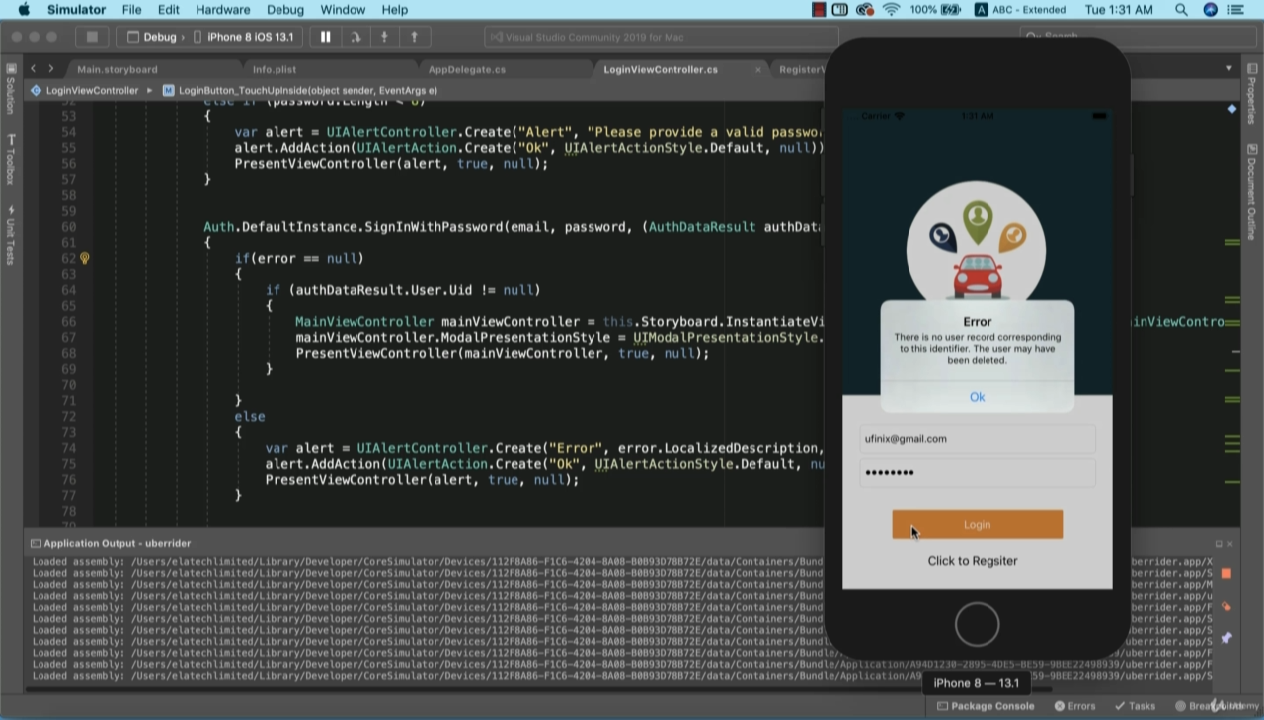 Simulator File Edit Hardware Debug Window Help 100% A ABC - Extended Tue 1:31 AM
Debug › iPhone 8 iOS 13.1 Visual Studio Community 2019 for Mac Search
Main.storyboard Info.plist AppDelegate.cs LoginViewController.cs × RegisterV
LoginViewController ▸ M LoginButton_TouchUpInside(object sender, EventArgs e)
Solution
Toolbox
Unit Tests
Properties
Document Outline
52 else if (password.Length < 8)
53 {
54 var alert = UIAlertController.Create("Alert", "Please provide a valid passwo
55 alert.AddAction(UIAlertAction.Create("Ok", UIAlertActionStyle.Default, null))
56 PresentViewController(alert, true, null);
57 }
58
59
60 Auth.DefaultInstance.SignInWithPassword(email, password, (AuthDataResult authData
61 {
62 if(error == null)
63 {
64 if (authDataResult.User.Uid != null)
65 {
66 MainViewController mainViewController = this.Storyboard.InstantiateVi inViewContro
67 mainViewController.ModalPresentationStyle = UIModalPresentationStyle.
68 PresentViewController(mainViewController, true, null);
69 }
70
71 }
72 else
73 {
74 var alert = UIAlertController.Create("Error", error.LocalizedDescription,
75 alert.AddAction(UIAlertAction.Create("Ok", UIAlertActionStyle.Default, nu
76 PresentViewController(alert, true, null);
77 }
78
79
Carrier 1:31 AM
Error
There is no user record corresponding
to this identifier. The user may have
been deleted.
Ok
ufinix@gmail.com
••••••••
Login
Click to Regsiter
iPhone 8 — 13.1
Application Output - uberrider
Loaded assembly: /Users/elatechlimited/Library/Developer/CoreSimulator/Devices/112F8A86-F1C6-4204-8A08-B0B93D78B72E/data/Containers/Bund uberrider.app/X
Loaded assembly: /Users/elatechlimited/Library/Developer/CoreSimulator/Devices/112F8A86-F1C6-4204-8A08-B0B93D78B72E/data/Containers/Bund uberrider.app/S
Loaded assembly: /Users/elatechlimited/Library/Developer/CoreSimulator/Devices/112F8A86-F1C6-4204-8A08-B0B93D78B72E/data/Containers/Bund uberrider.app/M
Loaded assembly: /Users/elatechlimited/Library/Developer/CoreSimulator/Devices/112F8A86-F1C6-4204-8A08-B0B93D78B72E/data/Containers/Bund uberrider.app/u
Loaded assembly: /Users/elatechlimited/Library/Developer/CoreSimulator/Devices/112F8A86-F1C6-4204-8A08-B0B93D78B72E/data/Containers/Bund uberrider.app/F
Loaded assembly: /Users/elatechlimited/Library/Developer/CoreSimulator/Devices/112F8A86-F1C6-4204-8A08-B0B93D78B72E/data/Containers/Bund uberrider.app/S
Loaded assembly: /Users/elatechlimited/Library/Developer/CoreSimulator/Devices/112F8A86-F1C6-4204-8A08-B0B93D78B72E/data/Containers/Bund uberrider.app/F
Loaded assembly: /Users/elatechlimited/Library/Developer/CoreSimulator/Devices/112F8A86-F1C6-4204-8A08-B0B93D78B72E/data/Containers/Bund uberrider.app/S
Loaded assembly: /Users/elatechlimited/Library/Developer/CoreSimulator/Devices/112F8A86-F1C6-4204-8A08-B0B93D78B72E/data/Containers/Bund uberrider.app/S
Loaded assembly: /Users/elatechlimited/Library/Developer/CoreSimulator/Devices/112F8A86-F1C6-4204-8A08-B0B93D78B72E/data/Containers/Bundle/Application/A94D1230-2895-4DE5-BE59-9BEE22498939/uberrider.app/F
Loaded assembly: /Users/elatechlimited/Library/Developer/CoreSimulator/Devices/112F8A86-F1C6-4204-8A08-B0B93D78B72E/data/Containers/Bundle/Application/A9 BE59-9BEE22498939/uberrider.app/S
Package Console Errors Tasks Udemy